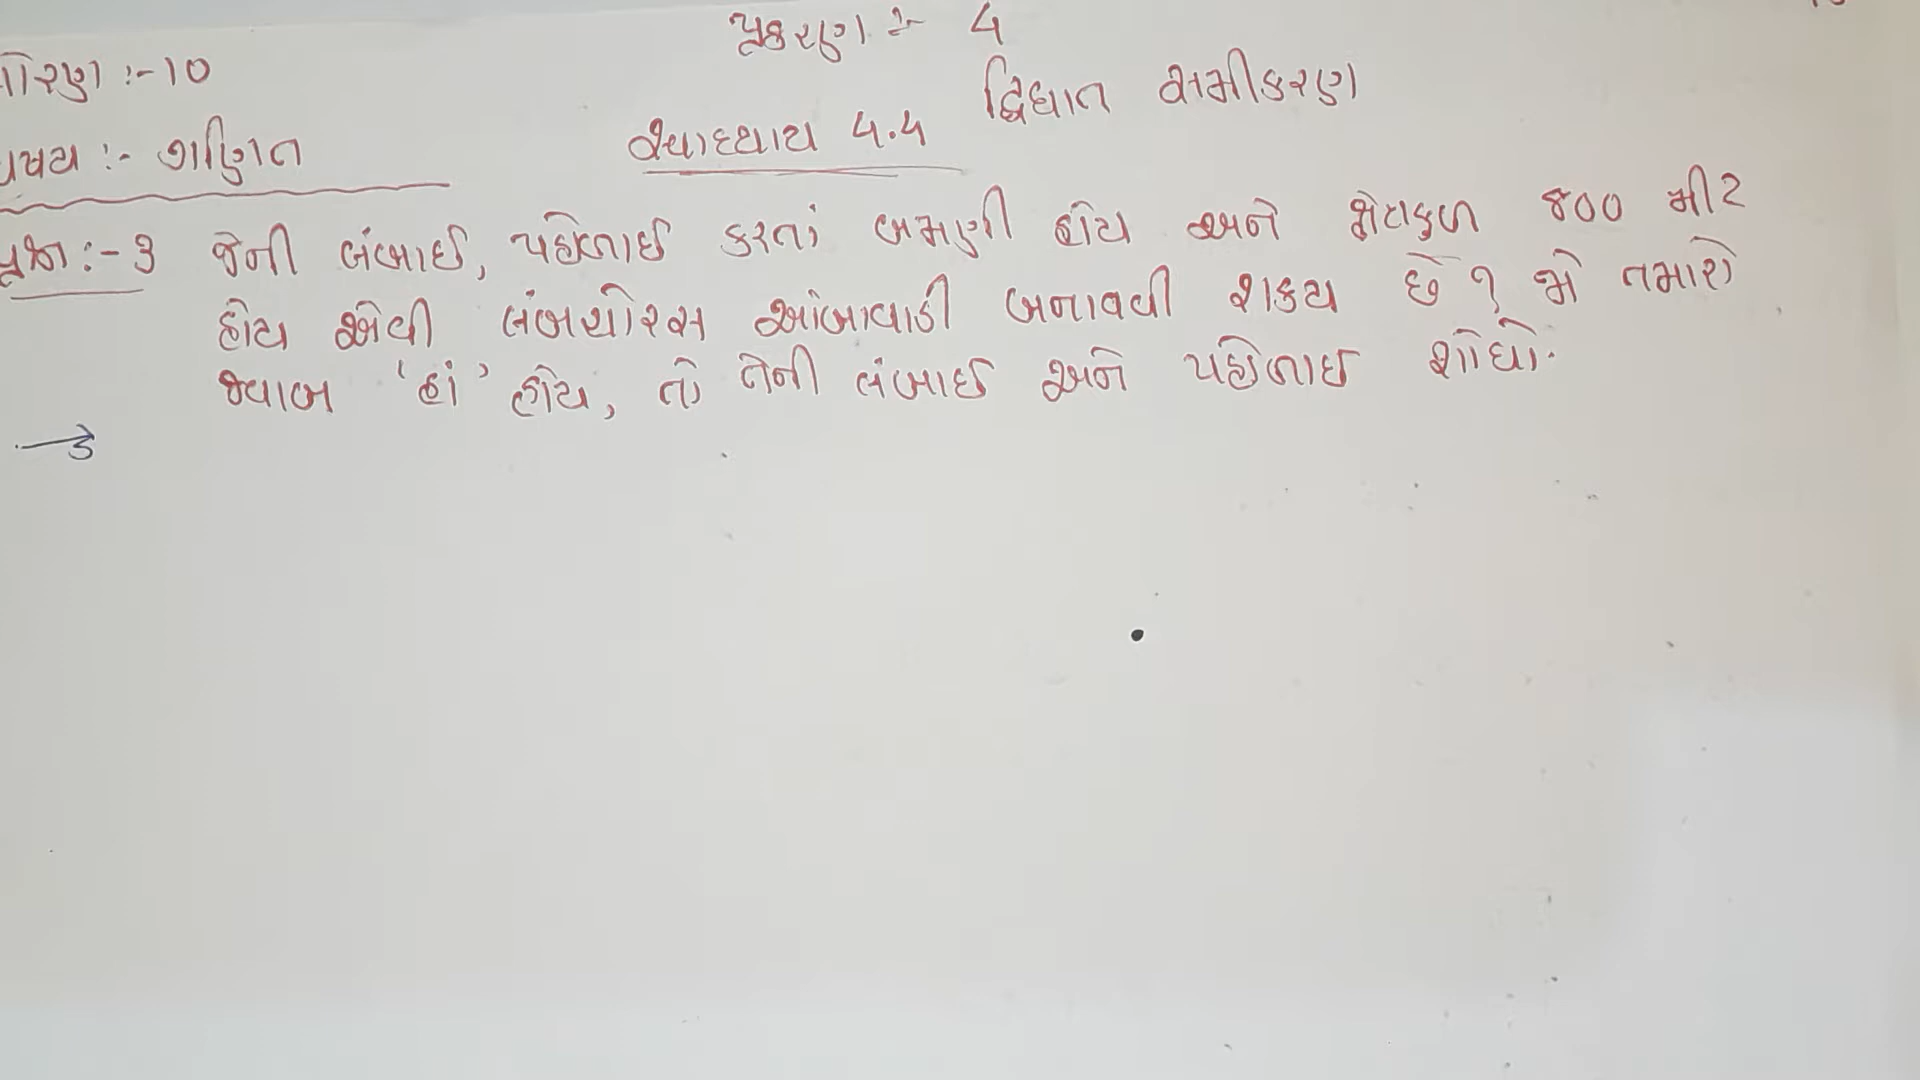 પ્રકરણ :- 4
ધોરણ :- 10
દ્વિઘાત સમીકરણ
વિષય :- ગણિત
સ્વાધ્યાય 4.4
પ્રશ્ન :- 3 જેની લંબાઈ, પહોળાઈ કરતાં બમણી હોય અને ક્ષેત્રફળ 800 મી2
હોય એવી લંબચોરસ આંબાવાડી બનાવવી શક્ય છે ? જો તમારો
જવાબ ‘હાં’ હોય, તો તેની લંબાઈ અને પહોળાઈ શોધો.